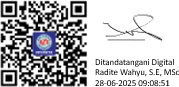 Ditandatangani Digital
Radite Wahyu, S.E, MSc
28-06-2025 09:08:51